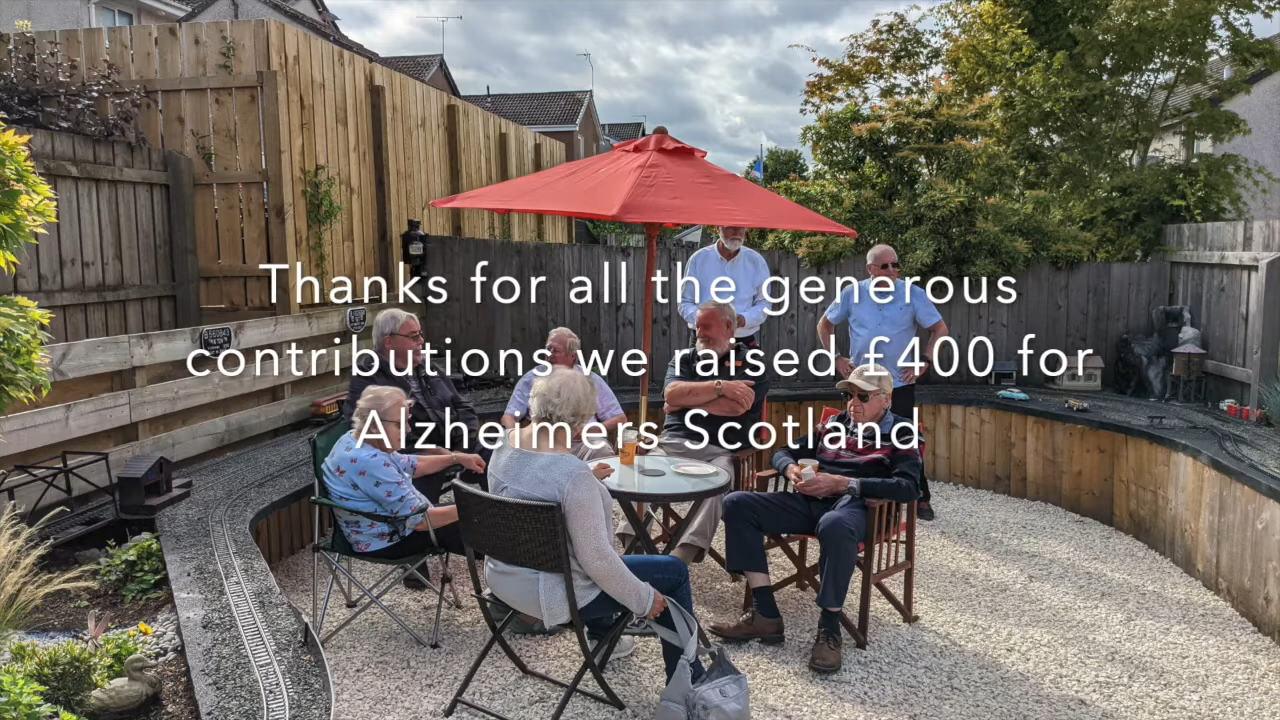 Thanks for all the generous
contributions we raised £400 for
Alzheimers Scotland